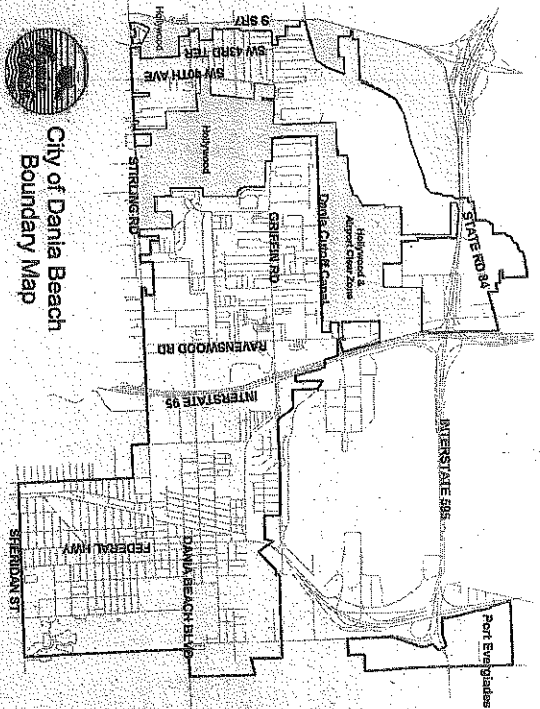 City of Dania Beach
Boundary Map
Hollywood
S SR7
SW 43RD TER
SW 40TH AVE
Hollywood
STIRLING RD
GRIFFIN RD
Dania Cutoff Canal
Hollywood &
Airport Clear Zone
STATE RD 84
RAVENSWOOD RD
INTERSTATE 95
INTERSTATE 595
FEDERAL HWY
DANIA BEACH BLVD
SHERIDAN ST
Port Everglades